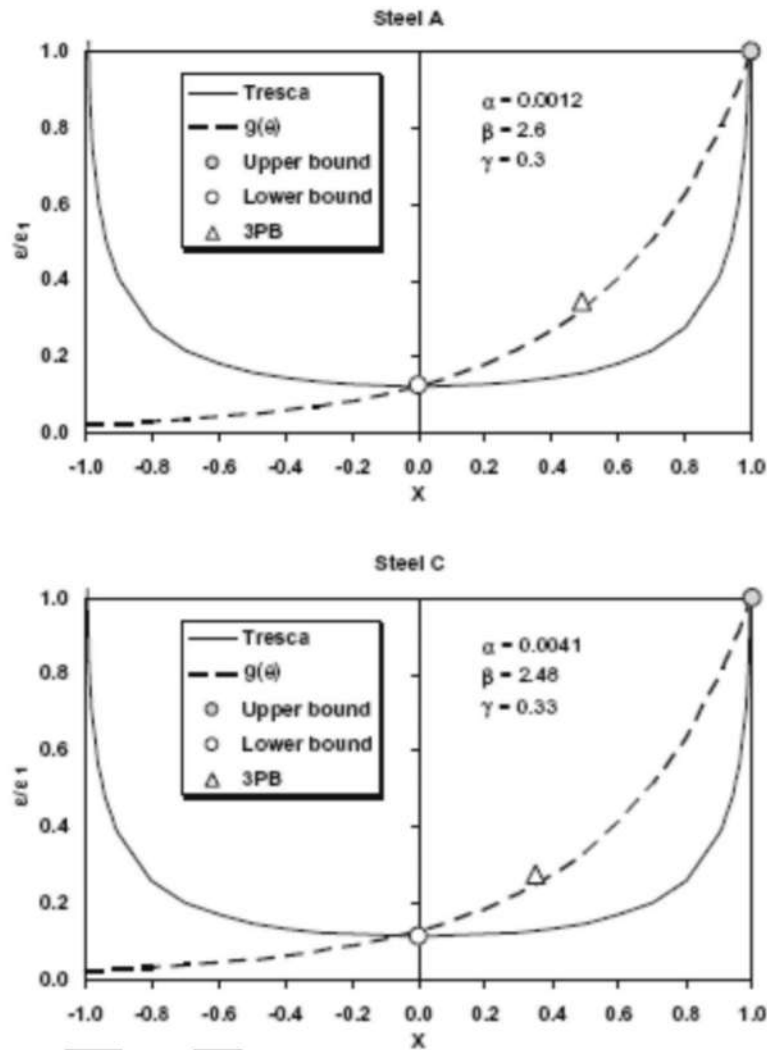 Steel A
1.0
0.8
0.6
0.4
0.2
0.0
ε/ε1
Tresca
g(θ)
Upper bound
Lower bound
3PB
α = 0.0012
β = 2.6
γ = 0.3
-1.0 -0.8 -0.6 -0.4 -0.2 0.0 0.2 0.4 0.6 0.8 1.0
X
Steel C
1.0
0.8
0.6
0.4
0.2
0.0
ε/ε1
Tresca
g(θ)
Upper bound
Lower bound
3PB
α = 0.0041
β = 2.48
γ = 0.33
-1.0 -0.8 -0.6 -0.4 -0.2 0.0 0.2 0.4 0.6 0.8 1.0
X